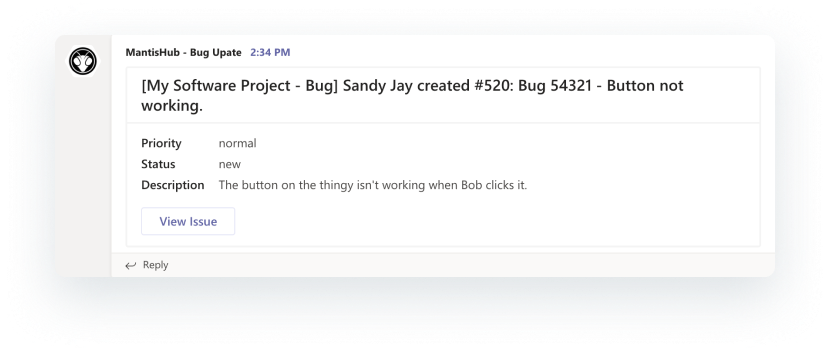 MantisHub - Bug Upate 2:34 PM
[My Software Project - Bug] Sandy Jay created #520: Bug 54321 - Button not
working.
Priority normal
Status new
Description The button on the thingy isn't working when Bob clicks it.
View Issue
Reply